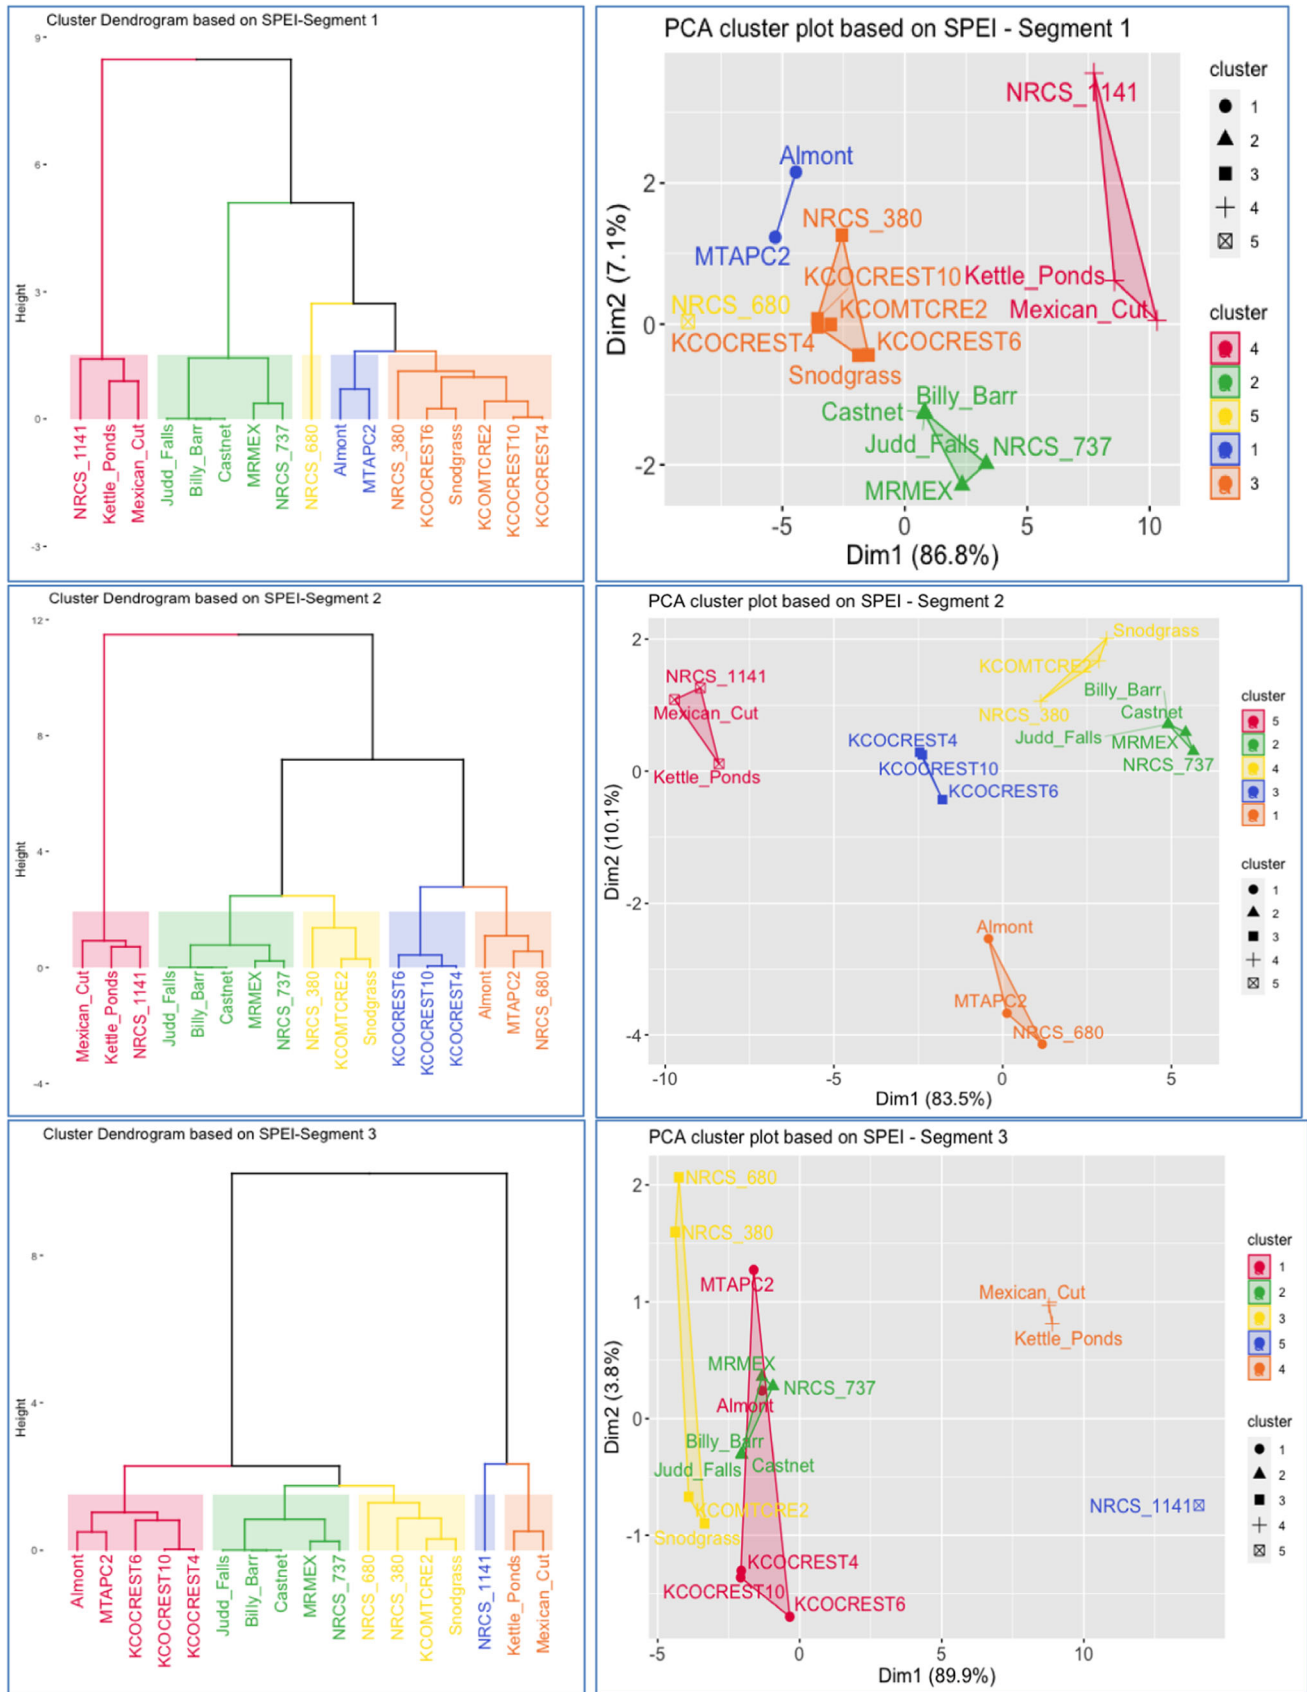 Cluster Dendrogram based on SPEI-Segment 1
9
6
3
0
-3
Height
NRCS_1141
Kettle_Ponds
Mexican_Cut
Judd_Falls
Billy_Barr
Castnet
MRMEX
NRCS_737
NRCS_680
Almont
MTAPC2
NRCS_380
KCOCREST6
Snodgrass
KCOMTCRE2
KCOCREST10
KCOCREST4
PCA cluster plot based on SPEI - Segment 1
NRCS_1141
Almont
NRCS_380
MTAPC2
KCOCREST10
Kettle_Ponds
NRCS_680
KCOMTCRE2
Mexican_Cut
KCOCREST4
KCOCREST6
Snodgrass
Billy_Barr
Castnet
Judd_Falls
NRCS_737
MRMEX
2
0
-2
Dim2 (7.1%)
-5
0
5
10
Dim1 (86.8%)
cluster
1
2
3
4
5
cluster
4
2
5
1
3
Cluster Dendrogram based on SPEI-Segment 2
12
8
4
0
-4
Height
Mexican_Cut
Kettle_Ponds
NRCS_1141
Judd_Falls
Billy_Barr
Castnet
MRMEX
NRCS_737
NRCS_380
KCOMTCRE2
Snodgrass
KCOCREST6
KCOCREST10
KCOCREST4
Almont
MTAPC2
NRCS_680
PCA cluster plot based on SPEI - Segment 2
Snodgrass
KCOMTCRE2
NRCS_1141
Billy_Barr
Mexican_Cut
Castnet
NRCS_380
Judd_Falls
KCOCREST4
MRMEX
NRCS_737
KCOCREST10
Kettle_Ponds
KCOCREST6
Almont
MTAPC2
NRCS_680
2
0
-2
-4
Dim2 (10.1%)
-10
-5
0
5
Dim1 (83.5%)
cluster
5
2
4
3
1
cluster
1
2
3
4
5
Cluster Dendrogram based on SPEI-Segment 3
8
4
0
Height
Almont
MTAPC2
KCOCREST6
KCOCREST10
KCOCREST4
Judd_Falls
Billy_Barr
Castnet
MRMEX
NRCS_737
NRCS_680
NRCS_380
KCOMTCRE2
Snodgrass
NRCS_1141
Kettle_Ponds
Mexican_Cut
PCA cluster plot based on SPEI - Segment 3
NRCS_680
NRCS_380
MTAPC2
Mexican_Cut
Kettle_Ponds
MRMEX
NRCS_737
Almont
Billy_Barr
Judd_Falls
Castnet
KCOMTCRE2
NRCS_1141
Snodgrass
KCOCREST4
KCOCREST10
KCOCREST6
2
1
0
-1
Dim2 (3.8%)
-5
0
5
10
Dim1 (89.9%)
cluster
1
2
3
5
4
cluster
1
2
3
4
5